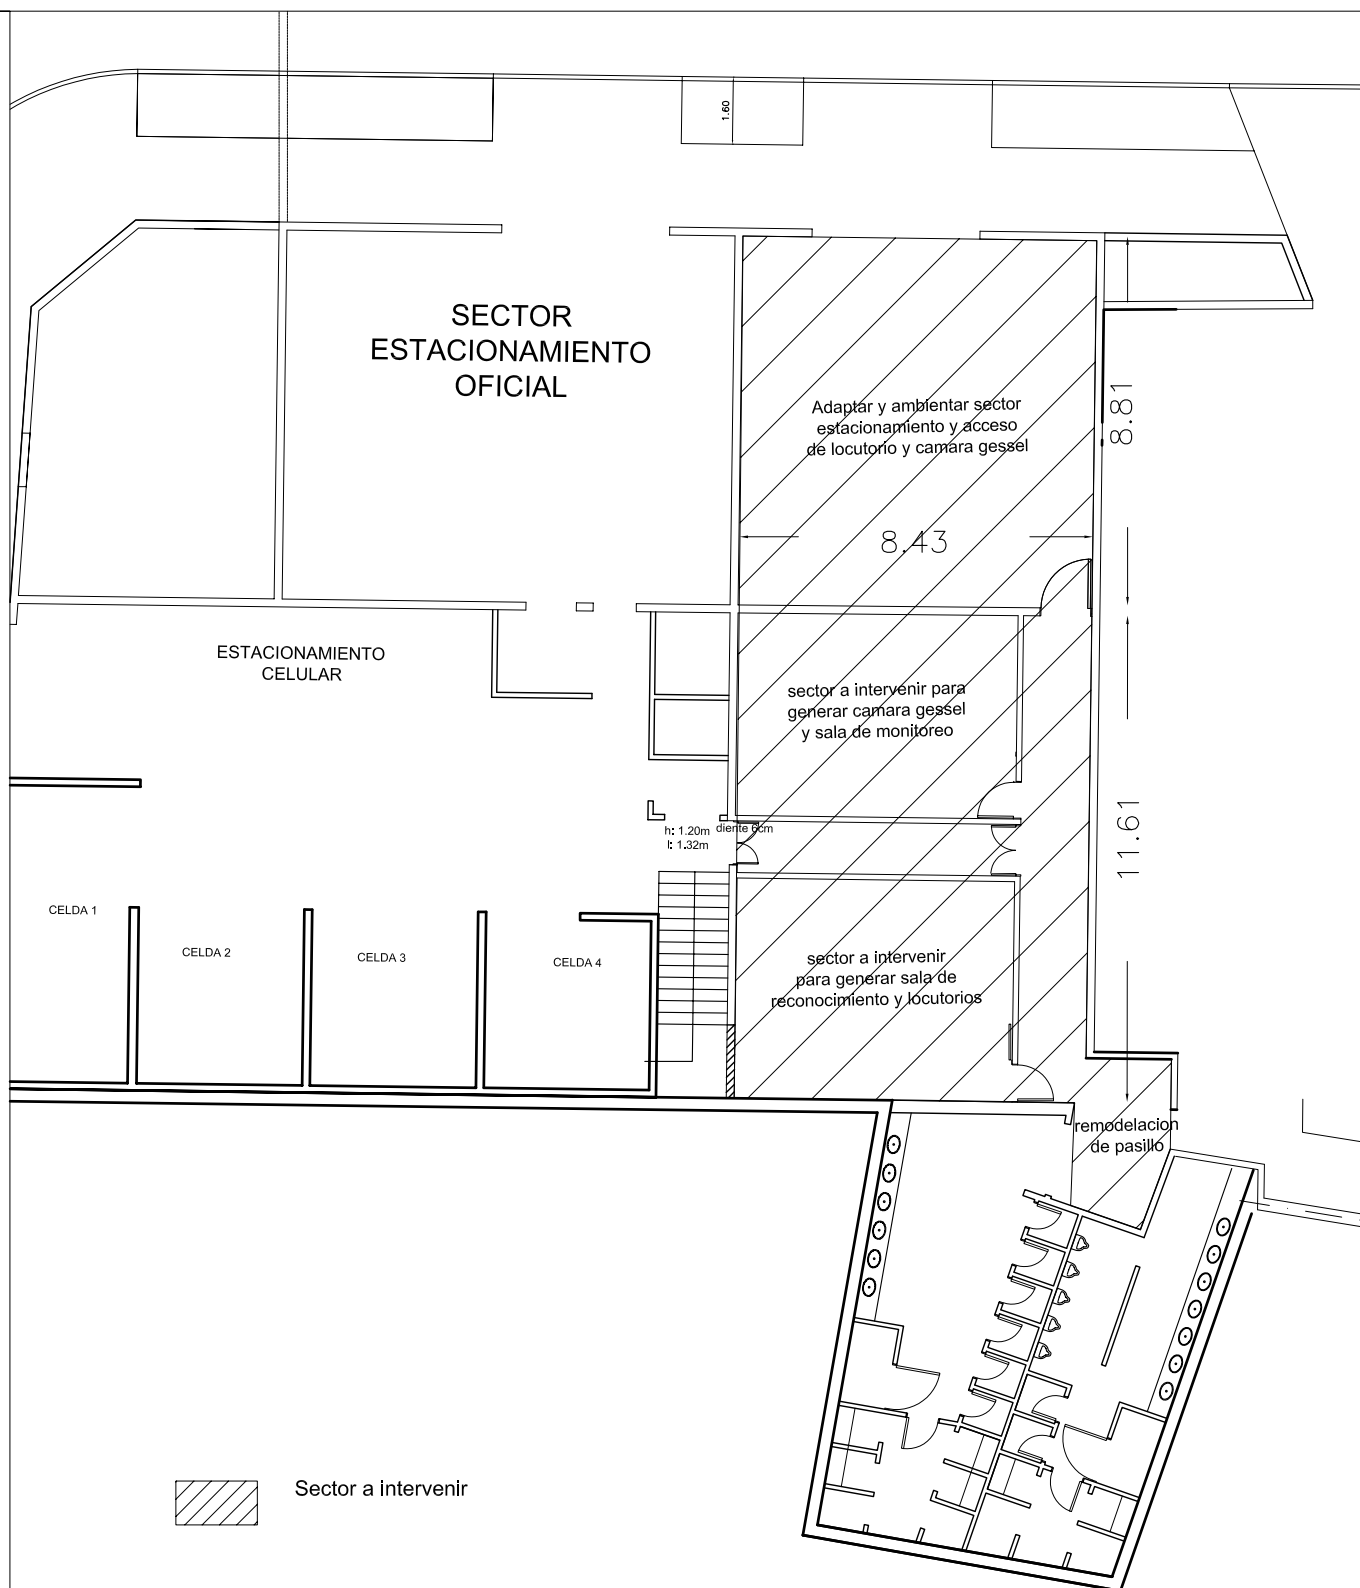 1.60
SECTOR
ESTACIONAMIENTO
OFICIAL
Adaptar y ambientar sector
estacionamiento y acceso
de locutorio y camara gessel
8.81
8.43
ESTACIONAMIENTO
CELULAR
sector a intervenir para
generar camara gessel
y sala de monitoreo
11.61
h: 1.20m diente 6cm
l: 1.32m
CELDA 1
CELDA 2
CELDA 3
CELDA 4
sector a intervenir
para generar sala de
reconocimiento y locutorios
remodelacion
de pasillo
Sector a intervenir